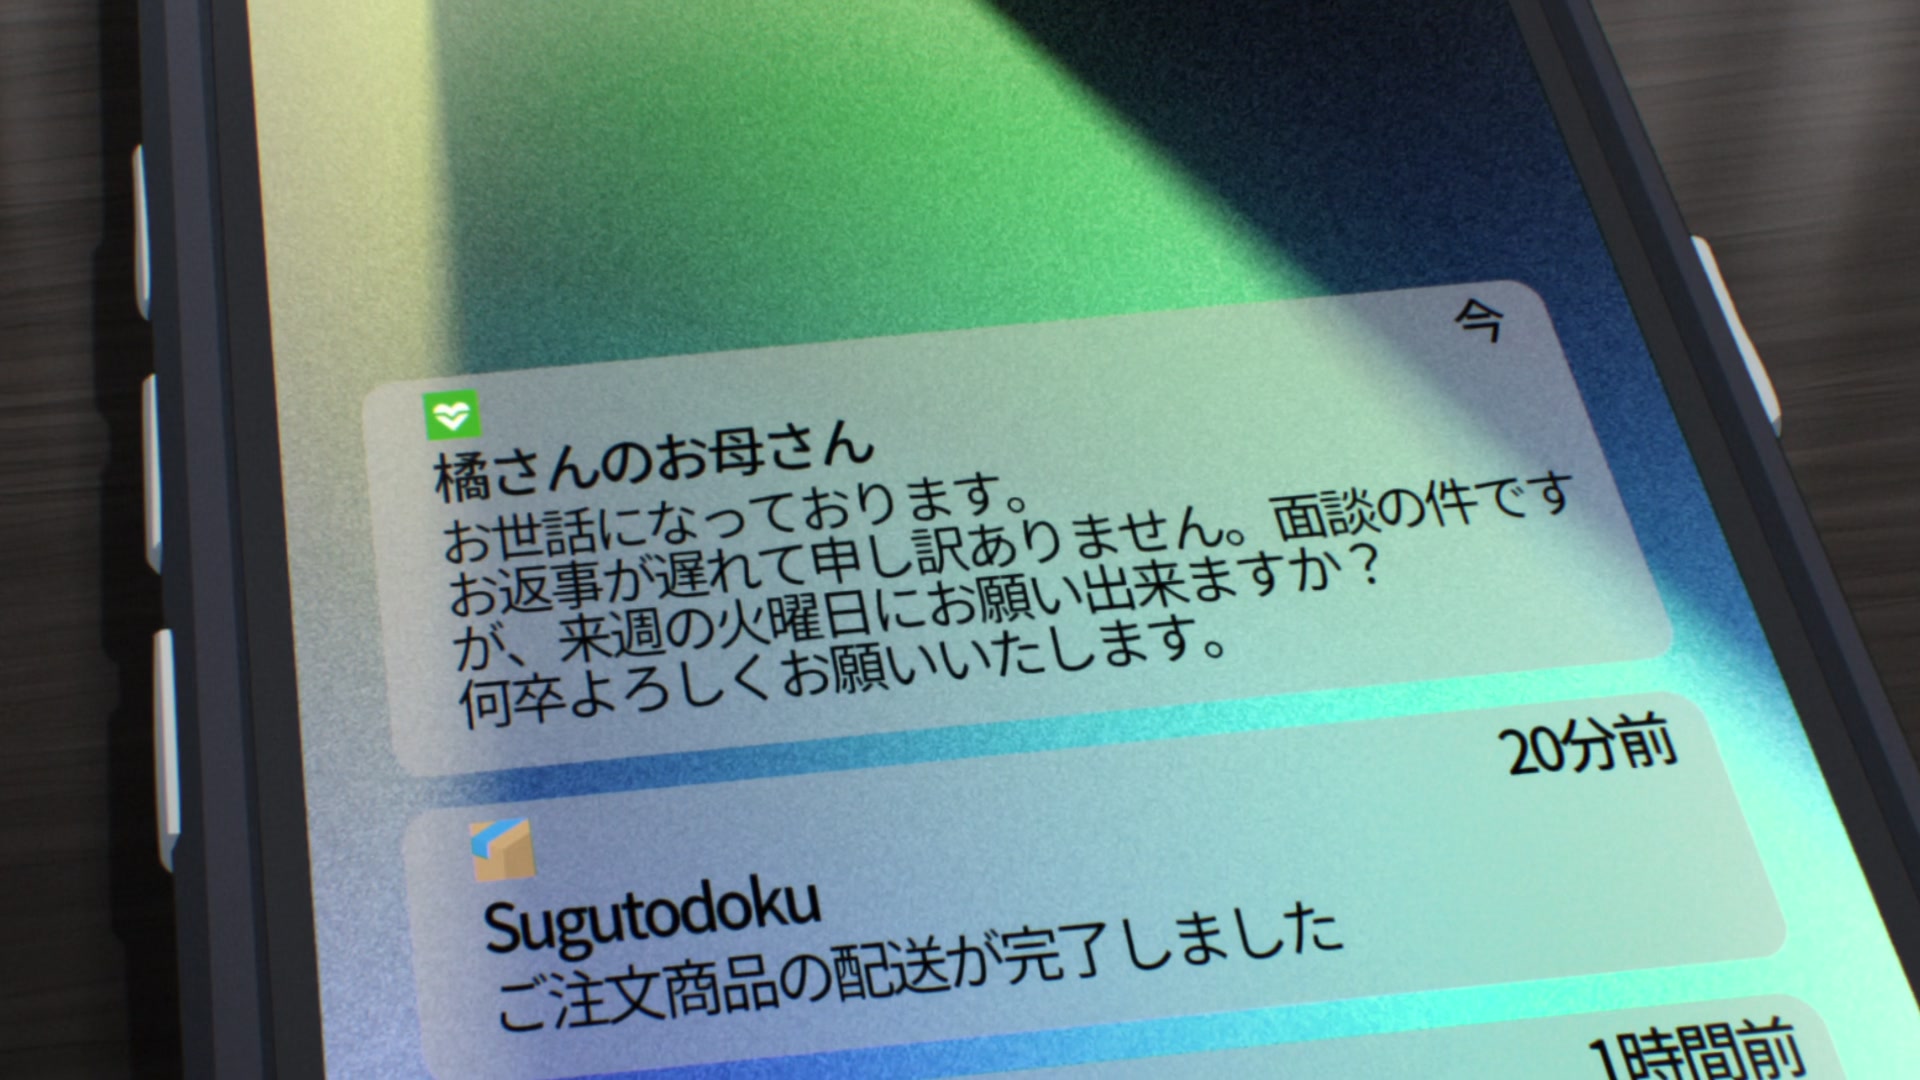 今
橘さんのお母さん
お世話になっております。
お返事が遅れて申し訳ありません。面談の件です
が、来週の火曜日にお願い出来ますか？
何卒よろしくお願いいたします。
20分前
Sugutodoku
ご注文商品の配送が完了しました
1時間前